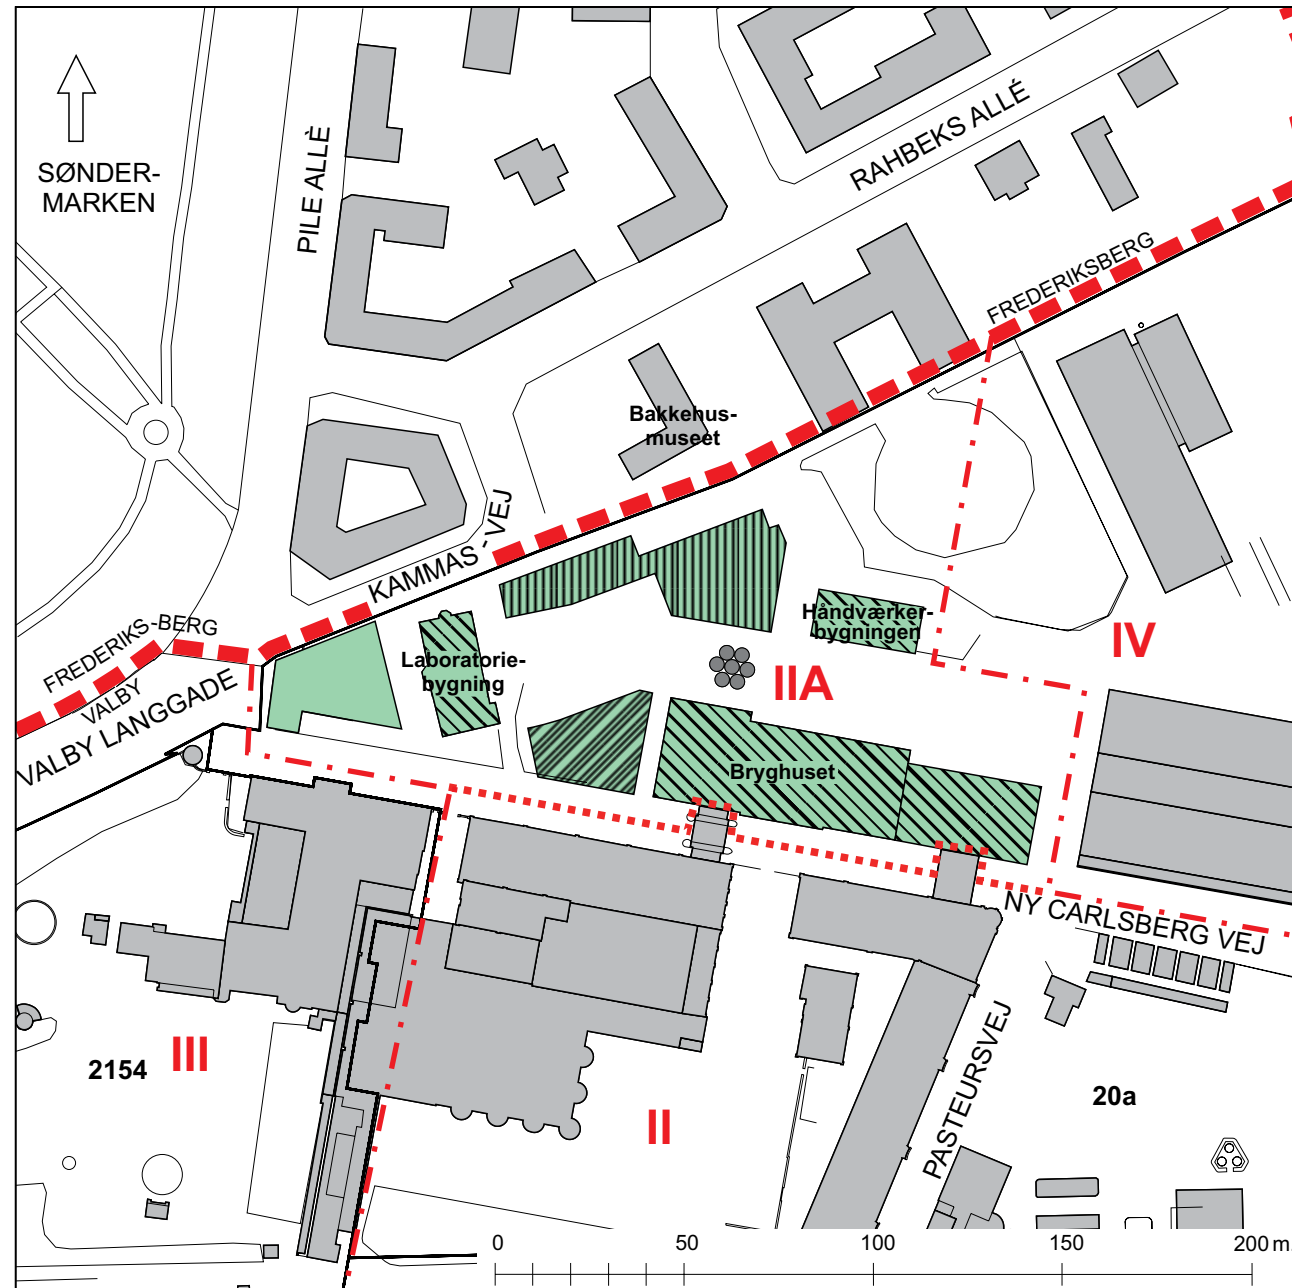 SØNDER-
MARKEN
PILE ALLÈ
RAHBEKS ALLÉ
FREDERIKSBERG
Bakkehus-
museet
KAMMAS - VEJ
FREDERIKS-BERG
VALBY
VALBY LANGGADE
Laboratorie-
bygning
Håndværker-
bygningen
IV
IIA
Bryghuset
NY CARLSBERG VEJ
PASTEURSVEJ
III
2154
II
20a
0 50 100 150 200 m.